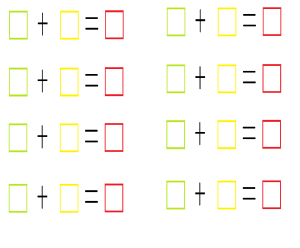 □ + □ = □ □ + □ = □
□ + □ = □ □ + □ = □
□ + □ = □ □ + □ = □
□ + □ = □ □ + □ = □